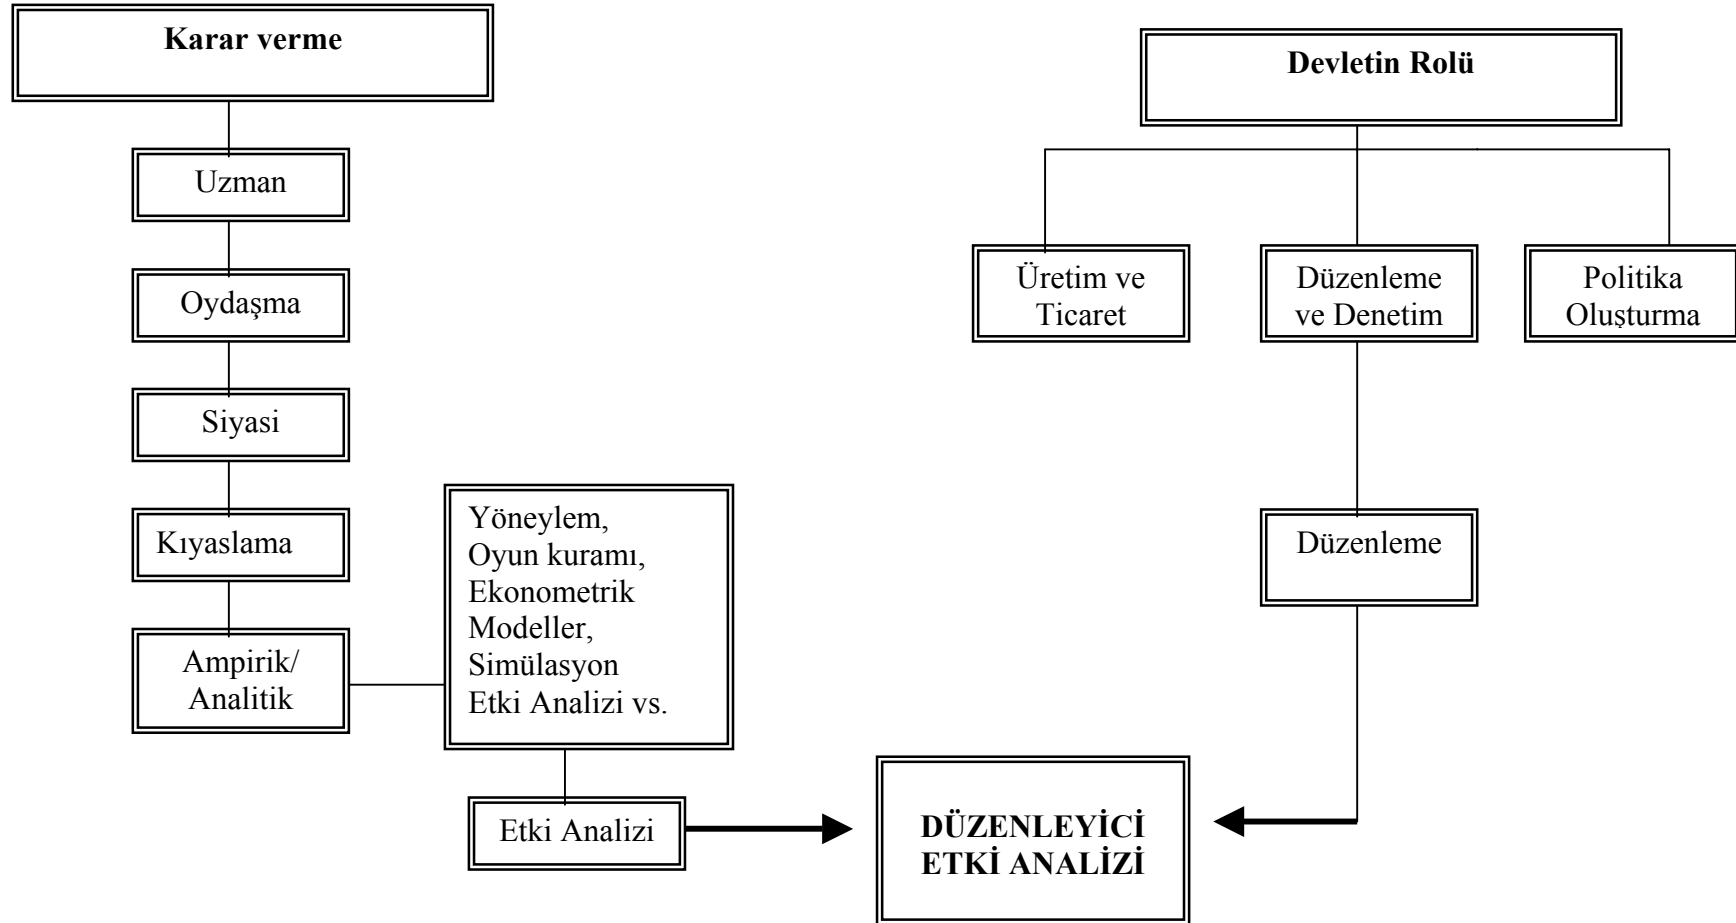 Karar verme
Uzman
Oydaşma
Siyasi
Kıyaslama
Ampirik/
Analitik
Yöneylem,
Oyun kuramı,
Ekonometrik
Modeller,
Simülasyon
Etki Analizi vs.
Etki Analizi
Devletin Rolü
Üretim ve
Ticaret
Düzenleme
ve Denetim
Politika
Oluşturma
Düzenleme
DÜZENLEYİCİ
ETKİ ANALİZİ